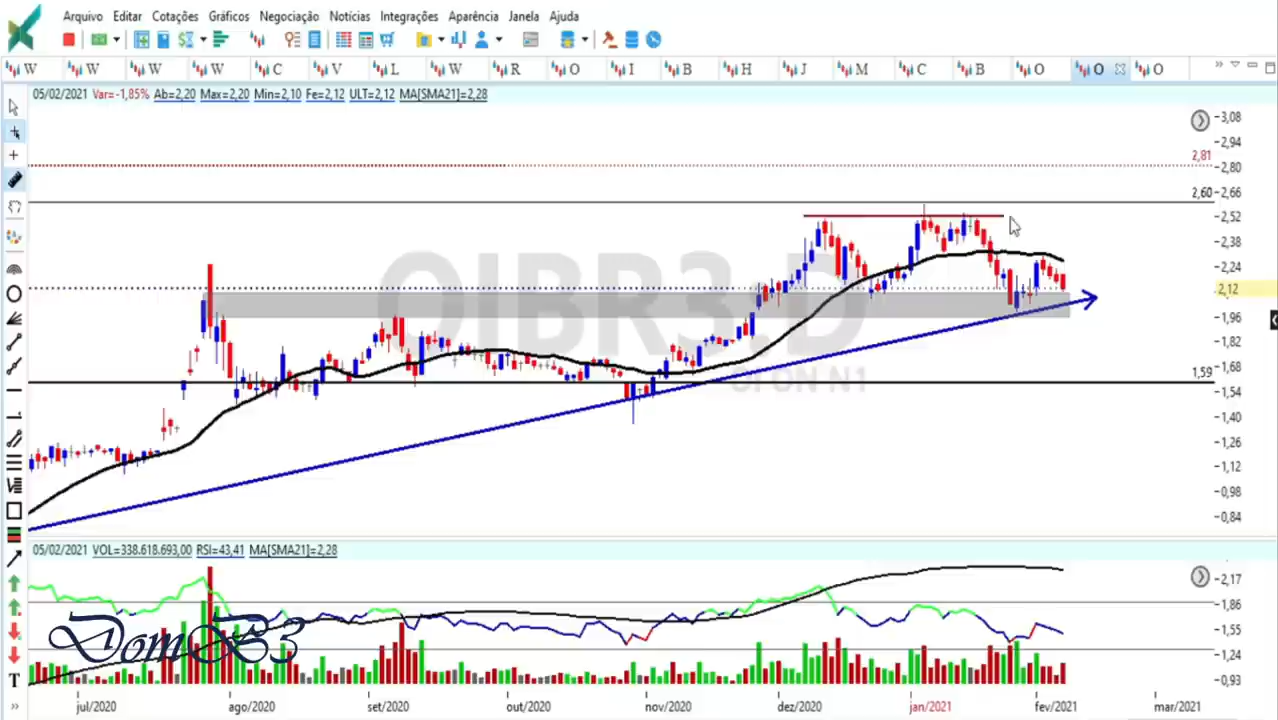 Arquivo Editar Cotações Gráficos Negociação Notícias Integrações Aparência Janela Ajuda
W W W W C V L W R O I B H J M C B O O O
05/02/2021 Var=-1,85% Ab=2,20 Max=2,20 Min=2,10 Fe=2,12 ULT=2,12 MA[SMA21]=2,28
3,08
2,94
2,81
2,80
2,66
2,60
2,52
2,38
2,24
2,12
1,96
1,82
1,68
1,59
1,54
1,40
1,26
1,12
0,98
0,84
OIBR3.D
OI ON N1
05/02/2021 VOL=338.618.693,00 RSI=43,41 MA[SMA21]=2,28
2,17
1,86
1,55
1,24
0,93
DomB3
T
jul/2020 ago/2020 set/2020 out/2020 nov/2020 dez/2020 jan/2021 fev/2021 mar/2021